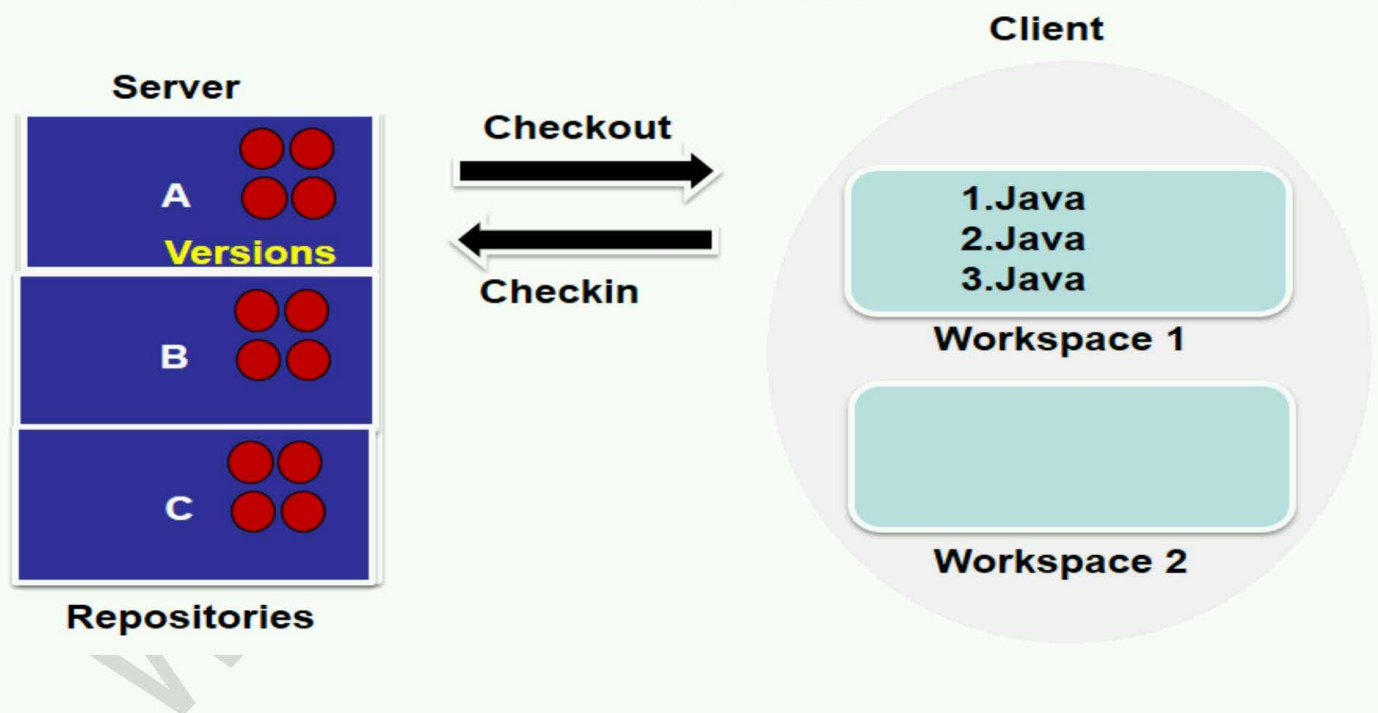 Client
Server
Checkout
A
Versions
Checkin
1.Java
2.Java
3.Java
Workspace 1
B
C
Workspace 2
Repositories